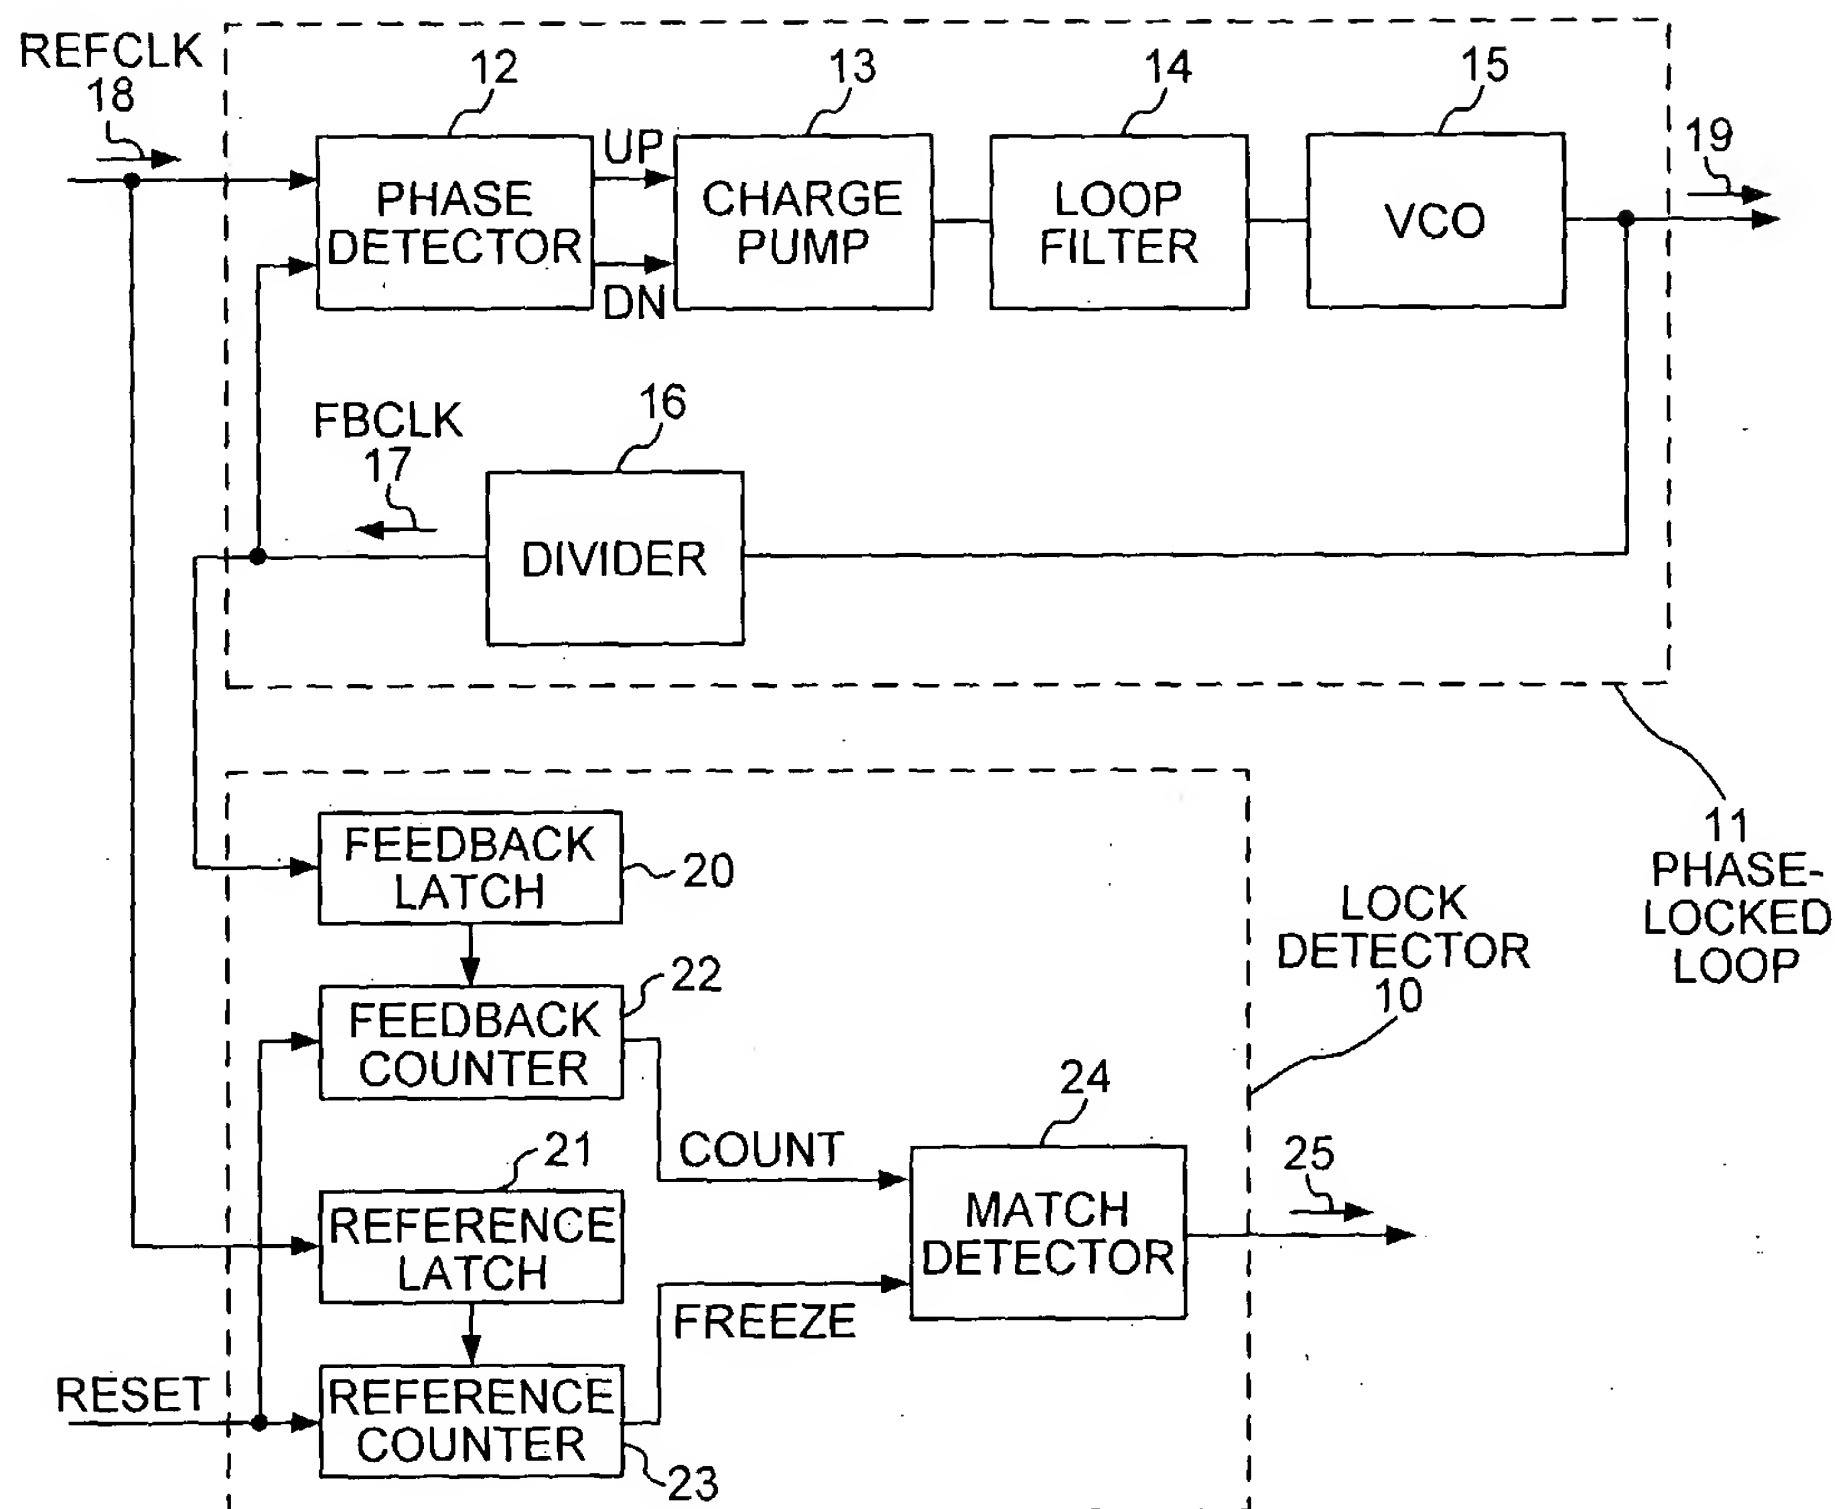 REFCLK
18
12
13
14
15
19
UP
DN
PHASE
DETECTOR
CHARGE
PUMP
LOOP
FILTER
VCO
FBCLK
17
16
DIVIDER
11
PHASE-
LOCKED
LOOP
FEEDBACK
LATCH
20
LOCK
DETECTOR
10
FEEDBACK
COUNTER
22
COUNT
24
21
REFERENCE
LATCH
MATCH
DETECTOR
25
FREEZE
RESET
REFERENCE
COUNTER
23